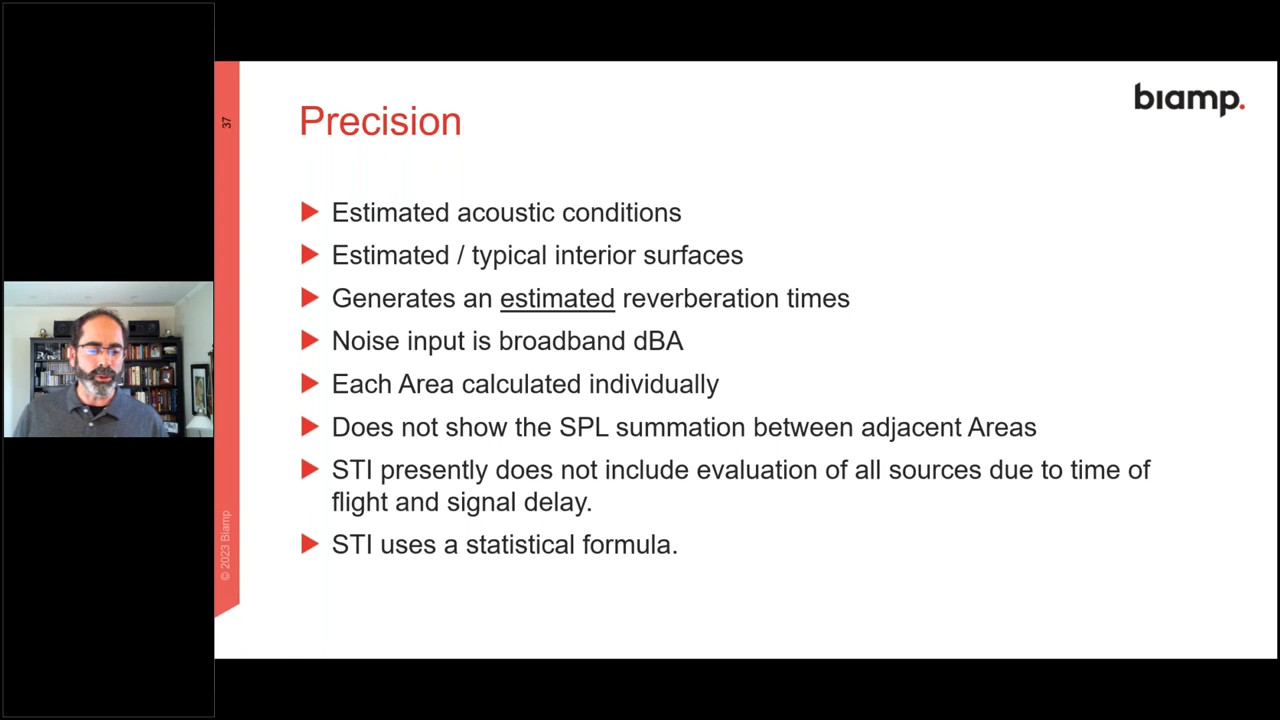 biamp.
37
Precision
Estimated acoustic conditions
Estimated / typical interior surfaces
Generates an estimated reverberation times
Noise input is broadband dBA
Each Area calculated individually
Does not show the SPL summation between adjacent Areas
STI presently does not include evaluation of all sources due to time of
flight and signal delay.
STI uses a statistical formula.
© 2023 Biamp